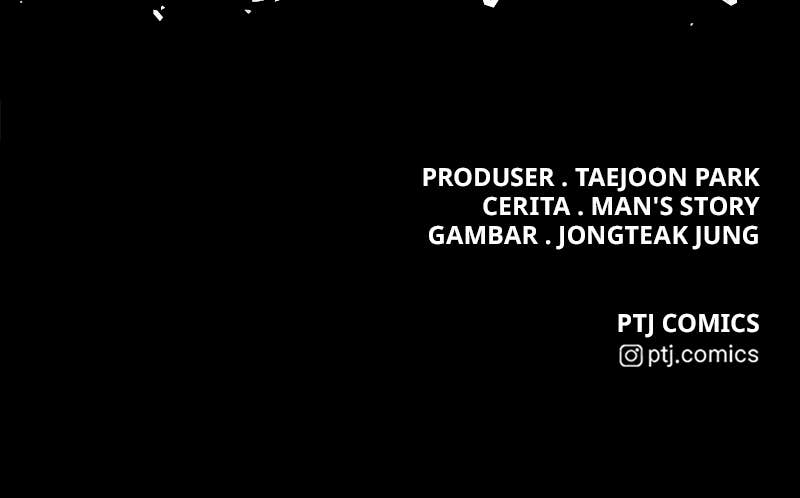 PRODUSER . TAEJOON PARK
CERITA . MAN'S STORY
GAMBAR . JONGTEAK JUNG
PTJ COMICS
ptj.comics